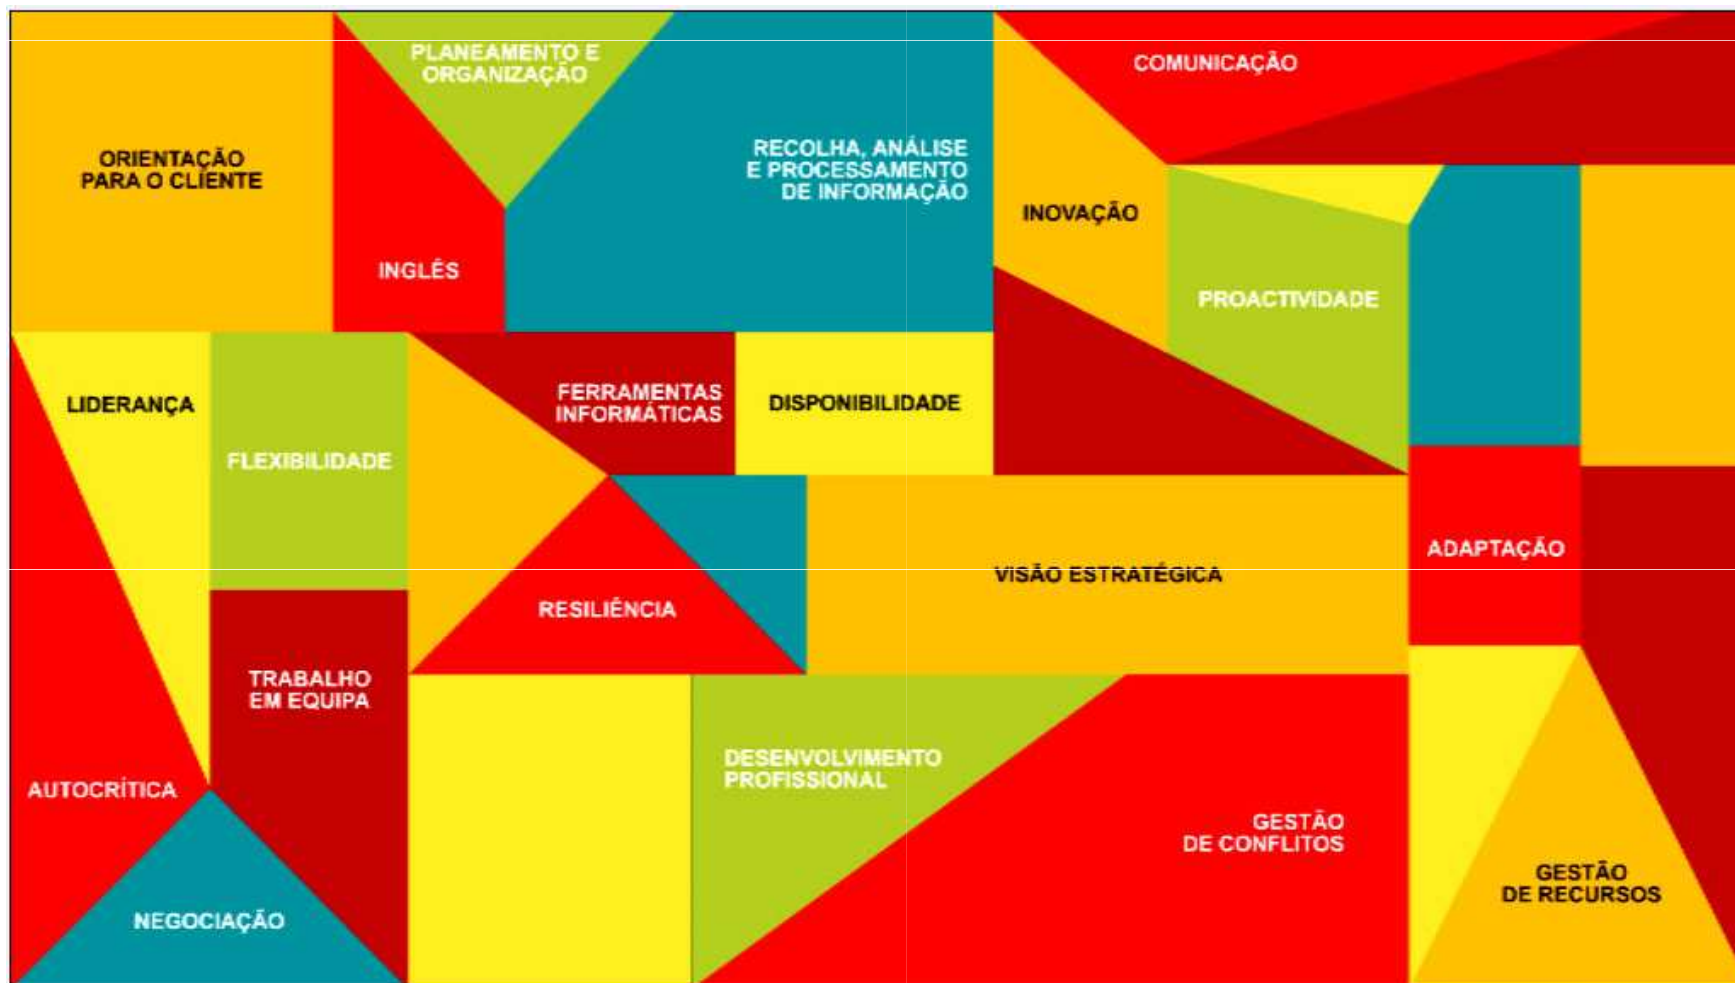 PLANEAMENTO E
ORGANIZAÇÃO
COMUNICAÇÃO
ORIENTAÇÃO
PARA O CLIENTE
RECOLHA, ANÁLISE
E PROCESSAMENTO
DE INFORMAÇÃO
INOVAÇÃO
INGLÊS
PROACTIVIDADE
LIDERANÇA
FERRAMENTAS
INFORMÁTICAS
DISPONIBILIDADE
FLEXIBILIDADE
ADAPTAÇÃO
VISÃO ESTRATÉGICA
RESILIÊNCIA
TRABALHO
EM EQUIPA
DESENVOLVIMENTO
PROFISSIONAL
AUTOCRÍTICA
GESTÃO
DE CONFLITOS
GESTÃO
DE RECURSOS
NEGOCIAÇÃO